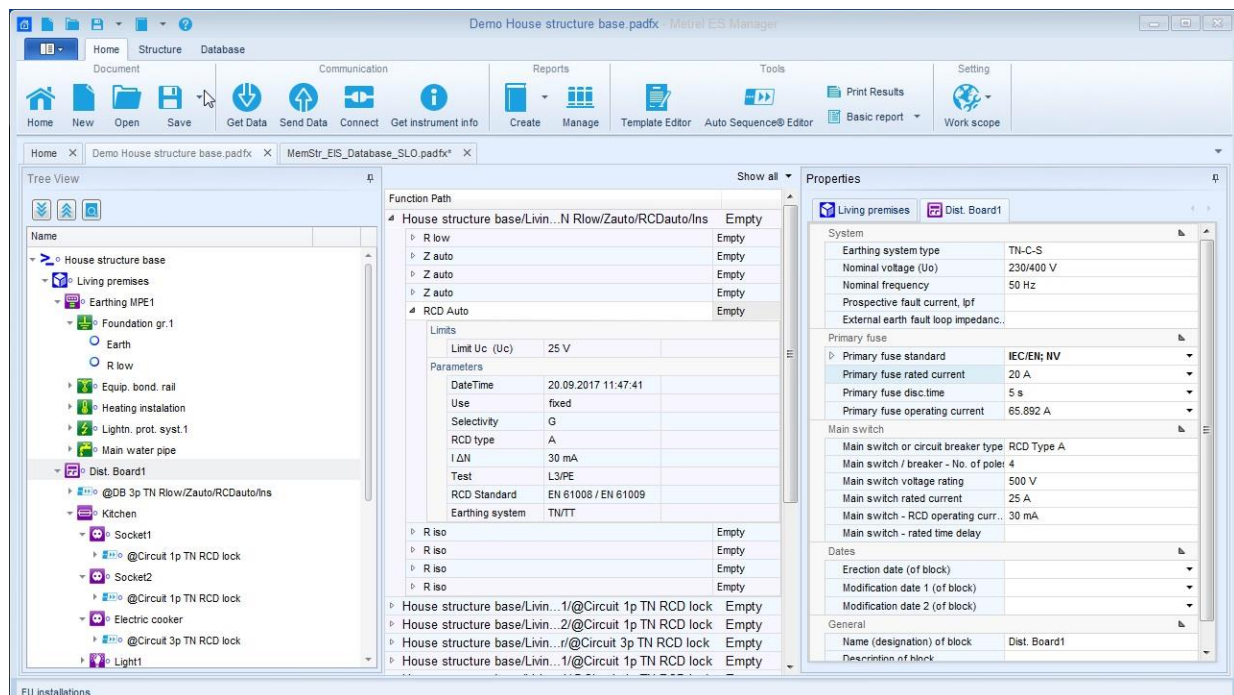 Demo House structure base.padfx - Metrel ES Manager
Home Structure Database
Document Communication Reports Tools Setting
Home New Open Save Get Data Send Data Connect Get instrument info Create Manage Template Editor Auto Sequence® Editor Print Results Basic report Work scope
Home Demo House structure base.padfx MemStr_EIS_Database_SLO.padfx*
Tree View
Name
House structure base
Living premises
Earthing MPE1
Foundation gr.1
Earth
R low
Equip. bond. rail
Heating instalation
Lightn. prot. syst.1
Main water pipe
Dist. Board1
@DB 3p TN Rlow/Zauto/RCDauto/Ins
Kitchen
Socket1
@Circuit 1p TN RCD lock
Socket2
@Circuit 1p TN RCD lock
Electric cooker
@Circuit 3p TN RCD lock
Light1
Show all
Function Path
House structure base/Livin...N Rlow/Zauto/RCDauto/Ins Empty
R low Empty
Z auto Empty
Z auto Empty
Z auto Empty
RCD Auto Empty
Limits
Limit Uc (Uc) 25 V
Parameters
DateTime 20.09.2017 11:47:41
Use fixed
Selectivity G
RCD type A
I ΔN 30 mA
Test L3/PE
RCD Standard EN 61008 / EN 61009
Earthing system TN/TT
R iso Empty
R iso Empty
R iso Empty
R iso Empty
House structure base/Livin...1/@Circuit 1p TN RCD lock Empty
House structure base/Livin...2/@Circuit 1p TN RCD lock Empty
House structure base/Livin...r/@Circuit 3p TN RCD lock Empty
House structure base/Livin...1/@Circuit 1p TN RCD lock Empty
Properties
Living premises Dist. Board1
System
Earthing system type TN-C-S
Nominal voltage (Uo) 230/400 V
Nominal frequency 50 Hz
Prospective fault current, Ipf
External earth fault loop impedanc..
Primary fuse
Primary fuse standard IEC/EN; NV
Primary fuse rated current 20 A
Primary fuse disc.time 5 s
Primary fuse operating current 65.892 A
Main switch
Main switch or circuit breaker type RCD Type A
Main switch / breaker - No. of poles 4
Main switch voltage rating 500 V
Main switch rated current 25 A
Main switch - RCD operating curr.. 30 mA
Main switch - rated time delay
Dates
Erection date (of block)
Modification date 1 (of block)
Modification date 2 (of block)
General
Name (designation) of block Dist. Board1
Description of block
EU installations